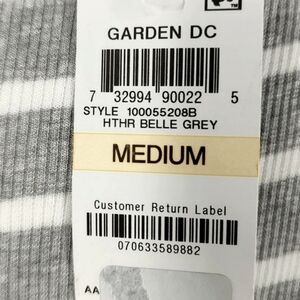 GARDEN DC
7 32994 90022 5
STYLE 100055208B
HTHR BELLE GREY
MEDIUM
Customer Return Label
070633589882
AA